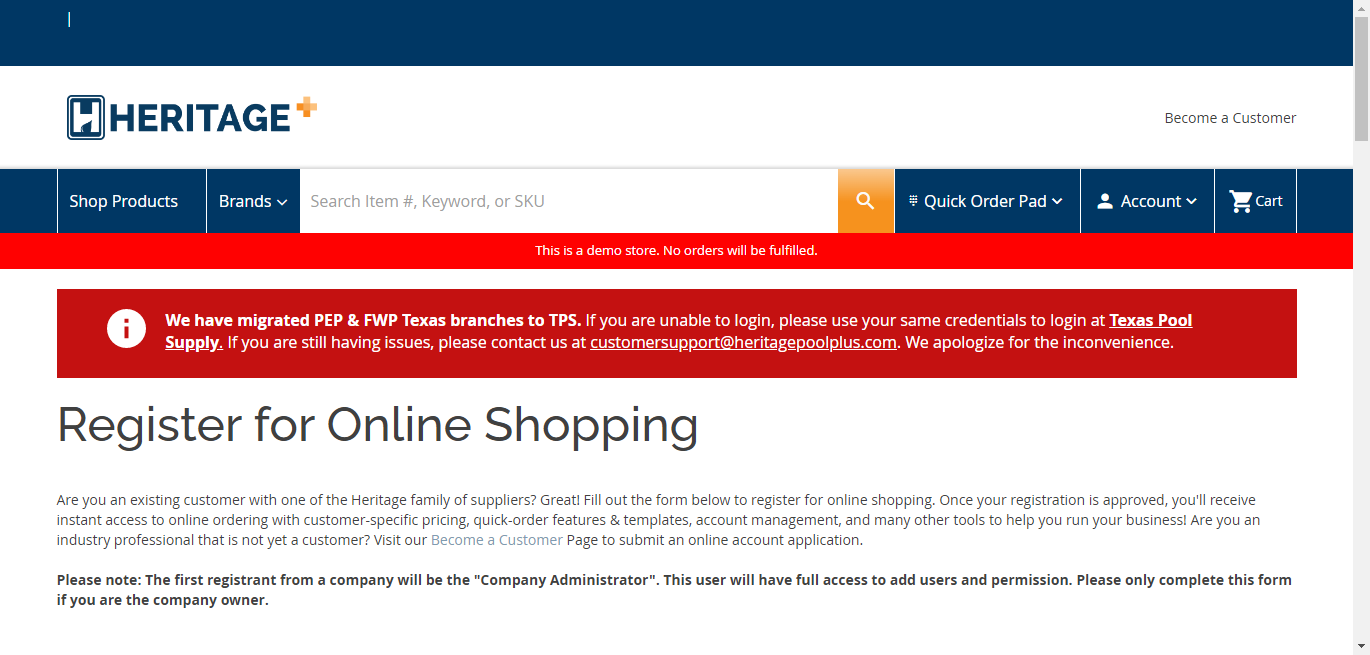 |
HERITAGE+
Become a Customer
Shop Products Brands Search Item #, Keyword, or SKU Quick Order Pad Account Cart
This is a demo store. No orders will be fulfilled.
We have migrated PEP & FWP Texas branches to TPS. If you are unable to login, please use your same credentials to login at Texas Pool
Supply. If you are still having issues, please contact us at customersupport@heritagepoolplus.com. We apologize for the inconvenience.
Register for Online Shopping
Are you an existing customer with one of the Heritage family of suppliers? Great! Fill out the form below to register for online shopping. Once your registration is approved, you'll receive
instant access to online ordering with customer-specific pricing, quick-order features & templates, account management, and many other tools to help you run your business! Are you an
industry professional that is not yet a customer? Visit our Become a Customer Page to submit an online account application.
Please note: The first registrant from a company will be the "Company Administrator". This user will have full access to add users and permission. Please only complete this form
if you are the company owner.